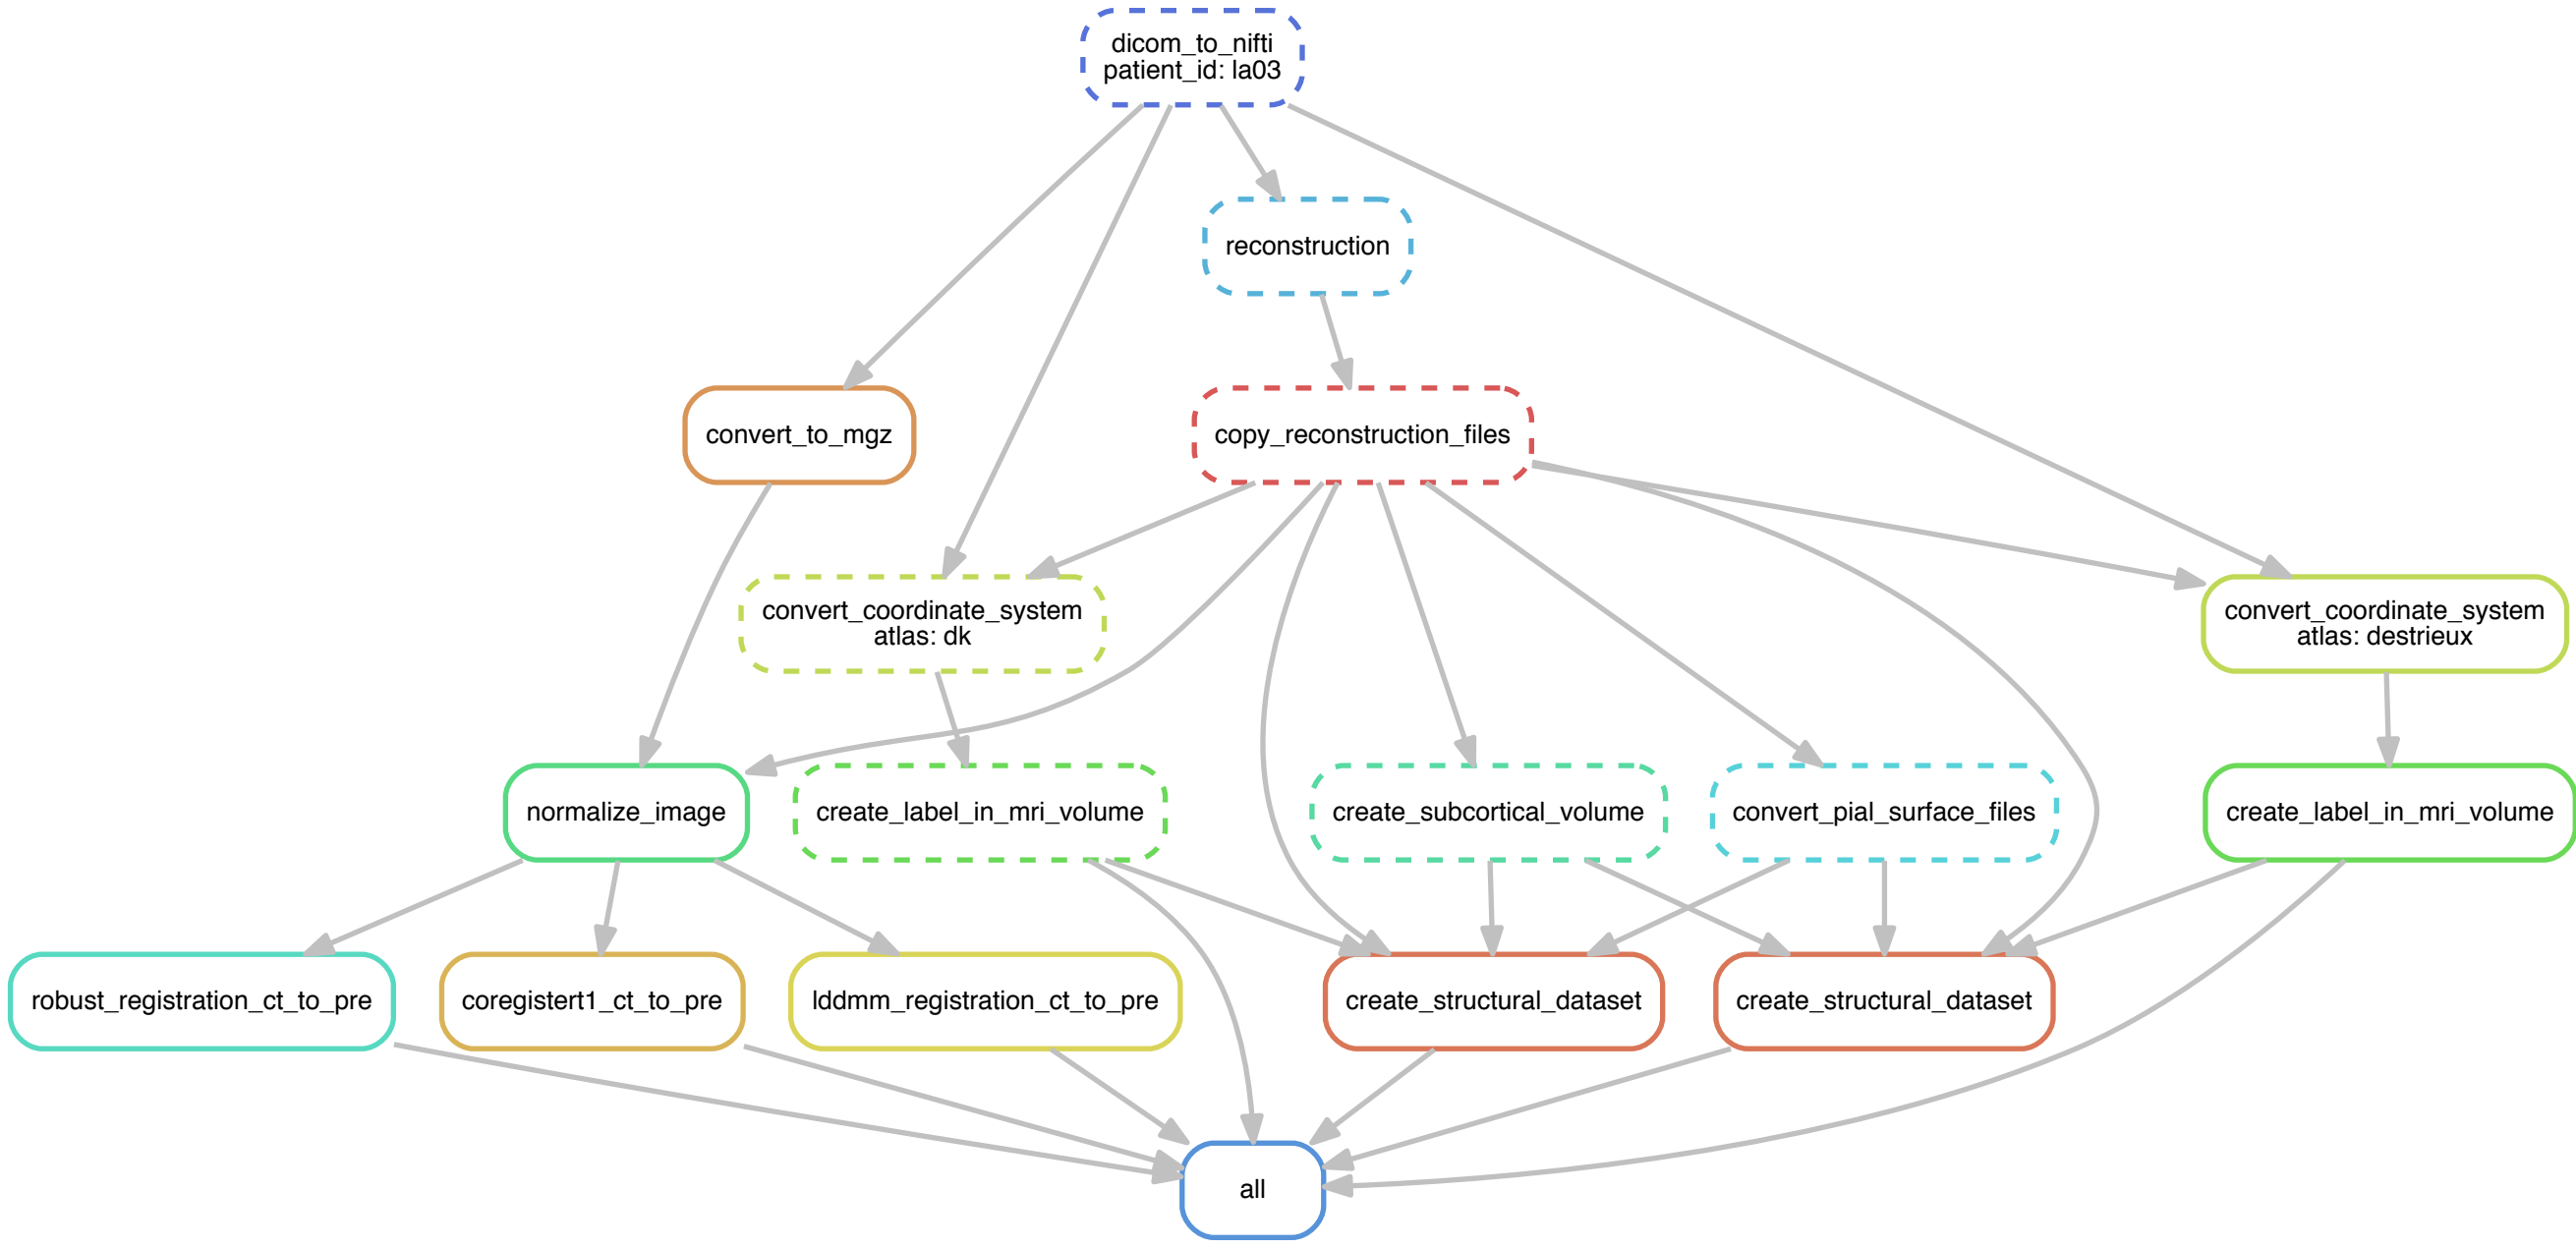 dicom_to_nifti
patient_id: la03
reconstruction
convert_to_mgz
copy_reconstruction_files
convert_coordinate_system
atlas: dk
convert_coordinate_system
atlas: destrieux
normalize_image
create_label_in_mri_volume
create_subcortical_volume
convert_pial_surface_files
create_label_in_mri_volume
robust_registration_ct_to_pre
coregistert1_ct_to_pre
lddmm_registration_ct_to_pre
create_structural_dataset
create_structural_dataset
all